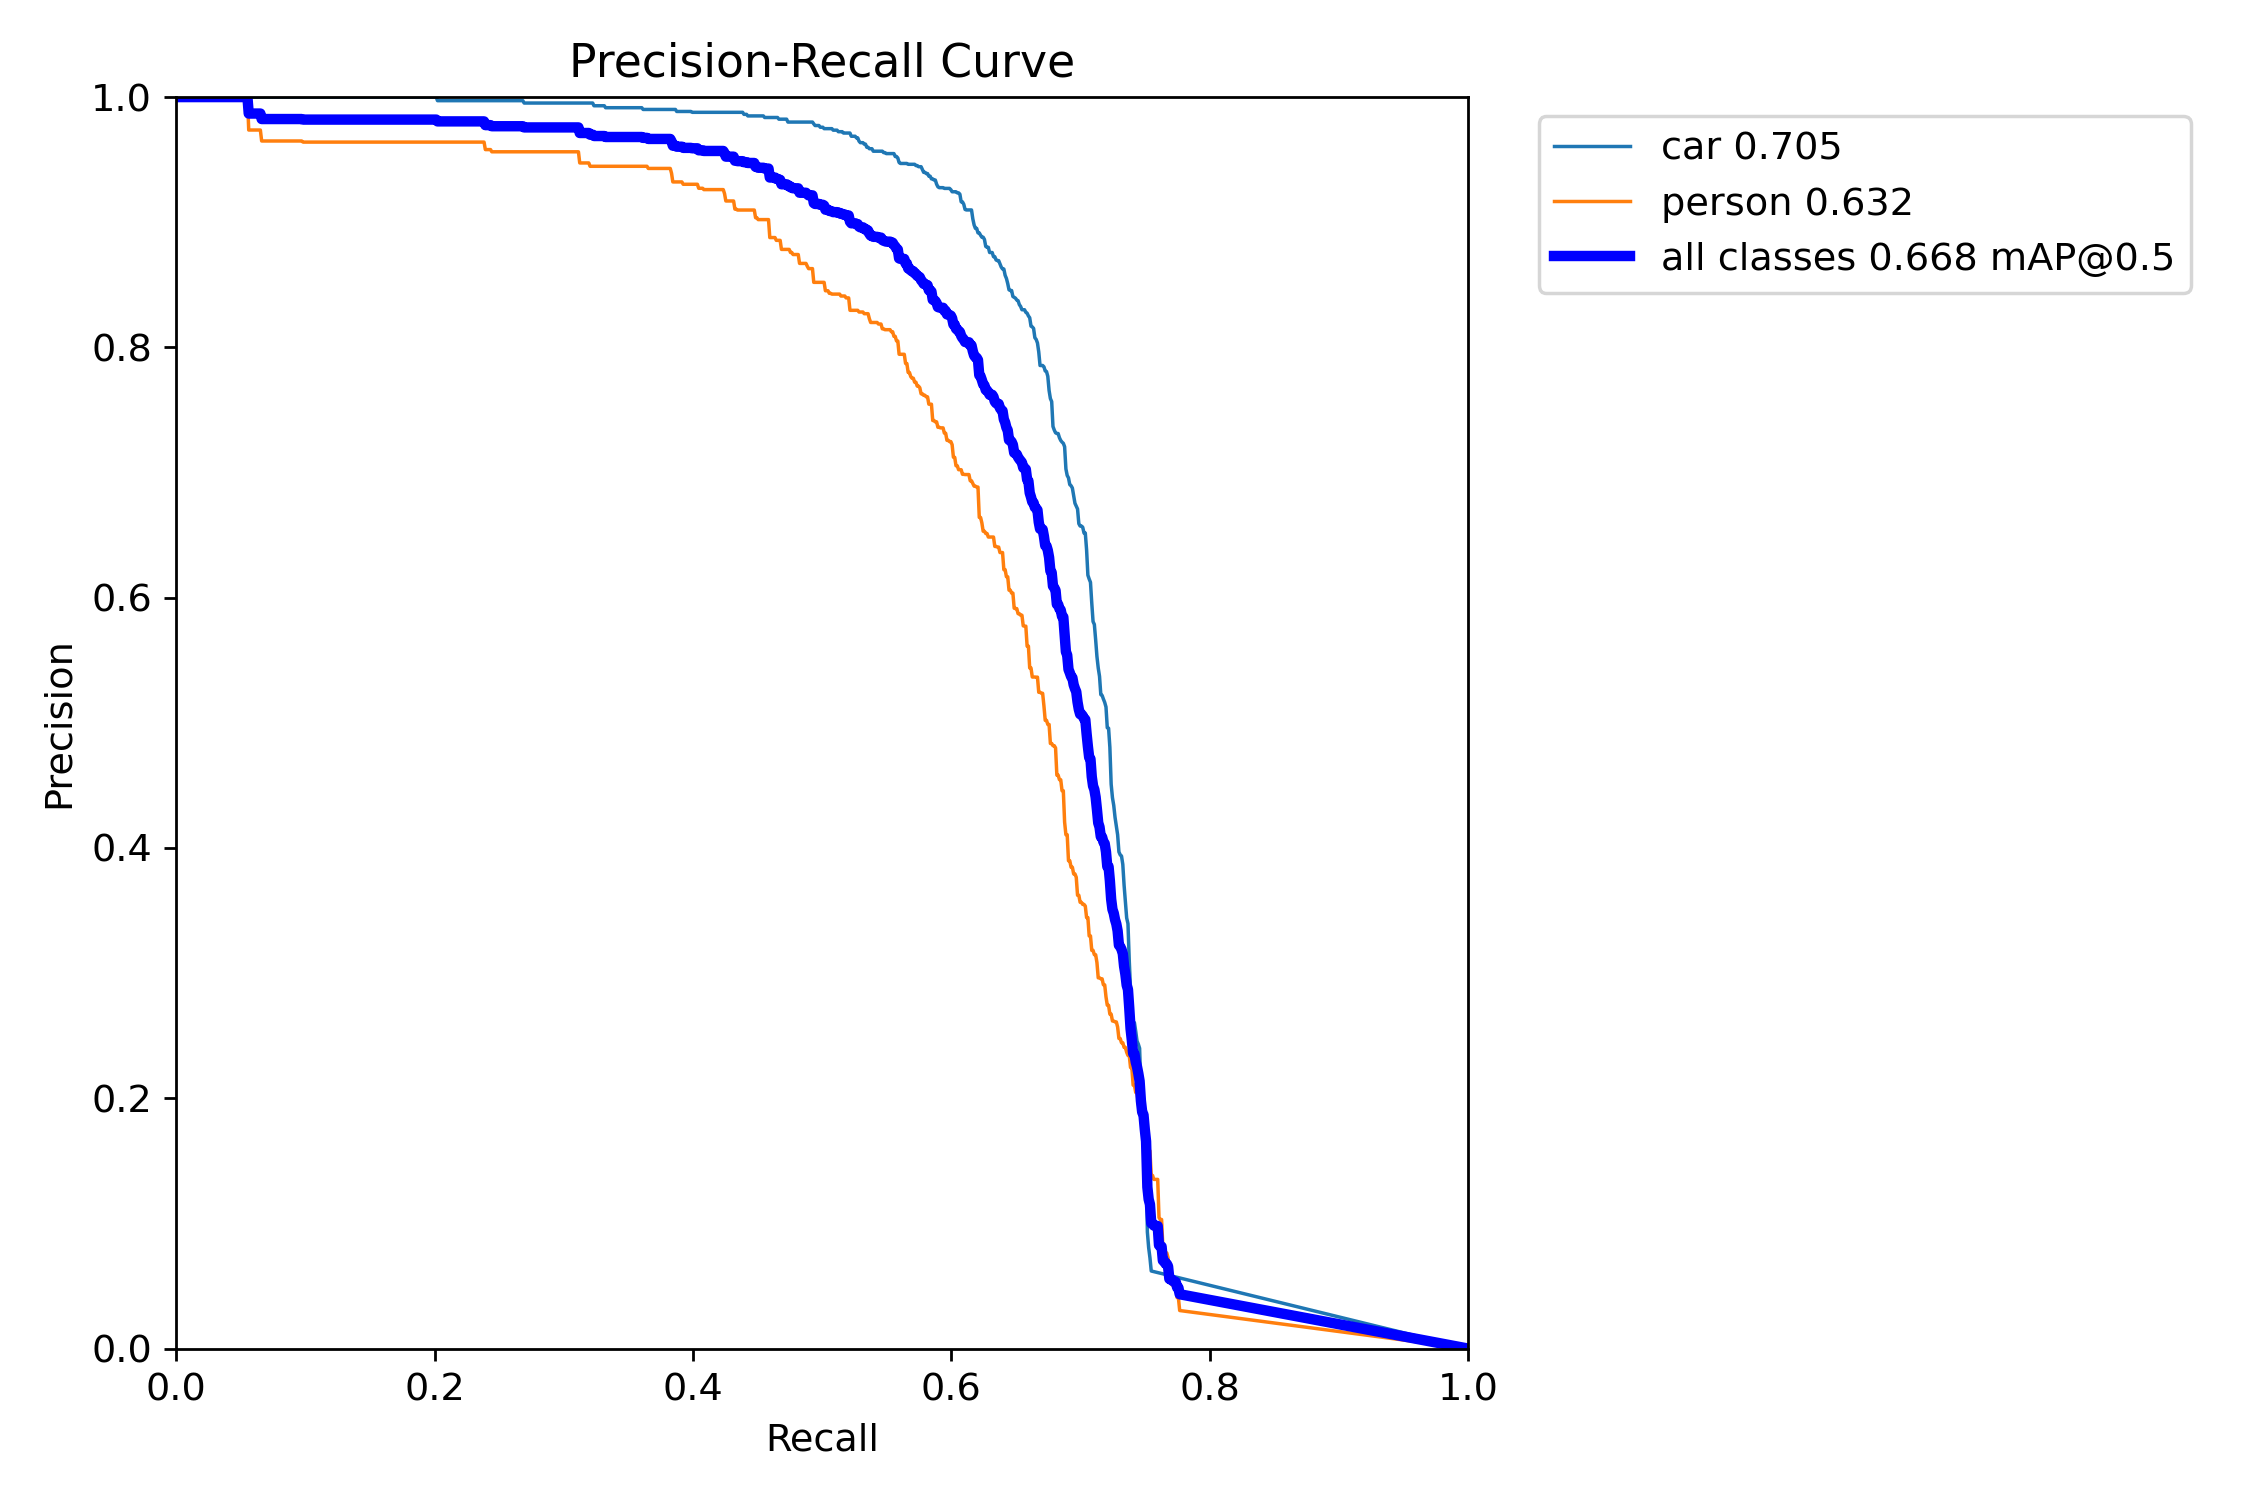 Precision-Recall Curve
1.0
0.8
0.6
0.4
0.2
0.0
Precision
0.0 0.2 0.4 0.6 0.8 1.0
Recall
car 0.705
person 0.632
all classes 0.668 mAP@0.5